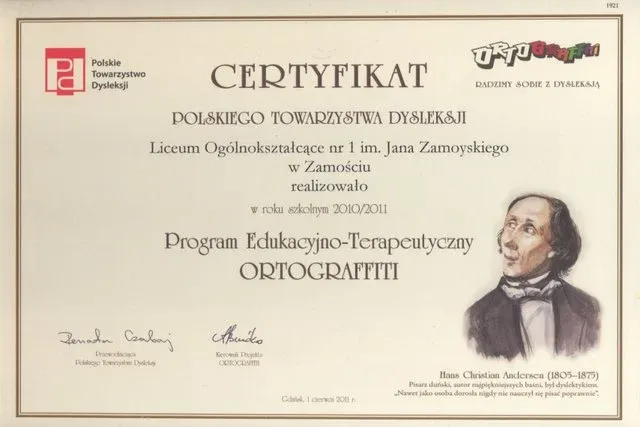 1921
Polskie
Towarzystwo
Dysleksji
ORTOGRAFFITI
RADZIMY SOBIE Z DYSLEKSJĄ
CERTYFIKAT
POLSKIEGO TOWARZYSTWA DYSLEKSJI
Liceum Ogólnokształcące nr 1 im. Jana Zamoyskiego
w Zamościu
realizowało
w roku szkolnym 2010/2011
Program Edukacyjno-Terapeutyczny
ORTOGRAFFITI
Przewodnicząca
Polskiego Towarzystwa Dysleksji
Kierownik Projektu
ORTOGRAFFITI
Hans Christian Andersen (1805–1875)
Pisarz duński, autor najpiękniejszych baśni, był dyslektykiem.
„Nawet jako osoba dorosła nigdy nie nauczył się pisać poprawnie”.
Gdańsk, 1 czerwca 2011 r.